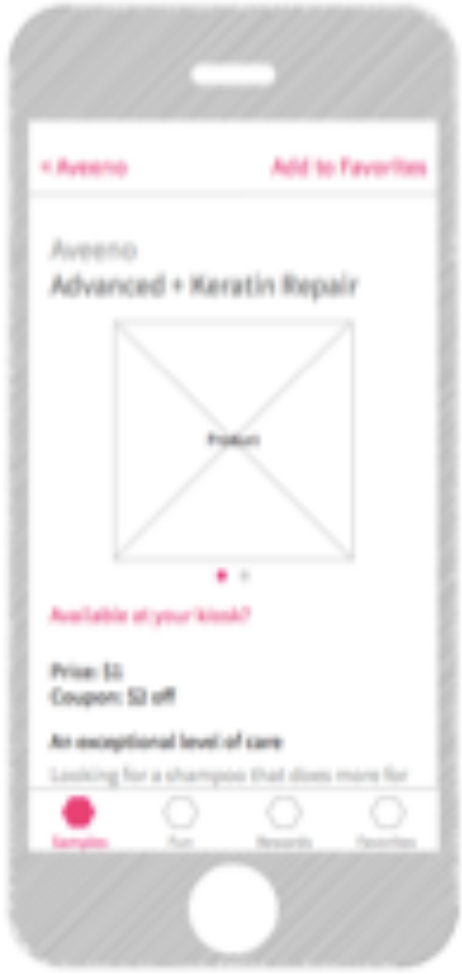 < Aveeno Add to Favorites
Aveeno
Advanced + Keratin Repair
Product
Available at your kiosk?
Price: $1
Coupon: $2 off
An exceptional level of care
Looking for a shampoo that does more for
Samples Fun Rewards Favorites